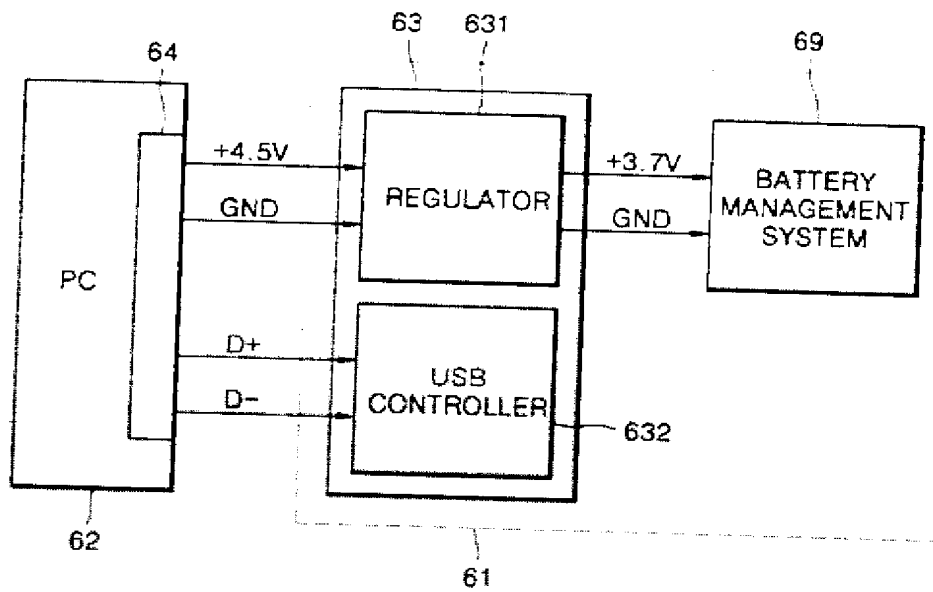 631
63
64
69
+4.5V
GND
REGULATOR
+3.7V
GND
BATTERY
MANAGEMENT
SYSTEM
PC
D+
D-
USB
CONTROLLER
632
62
61